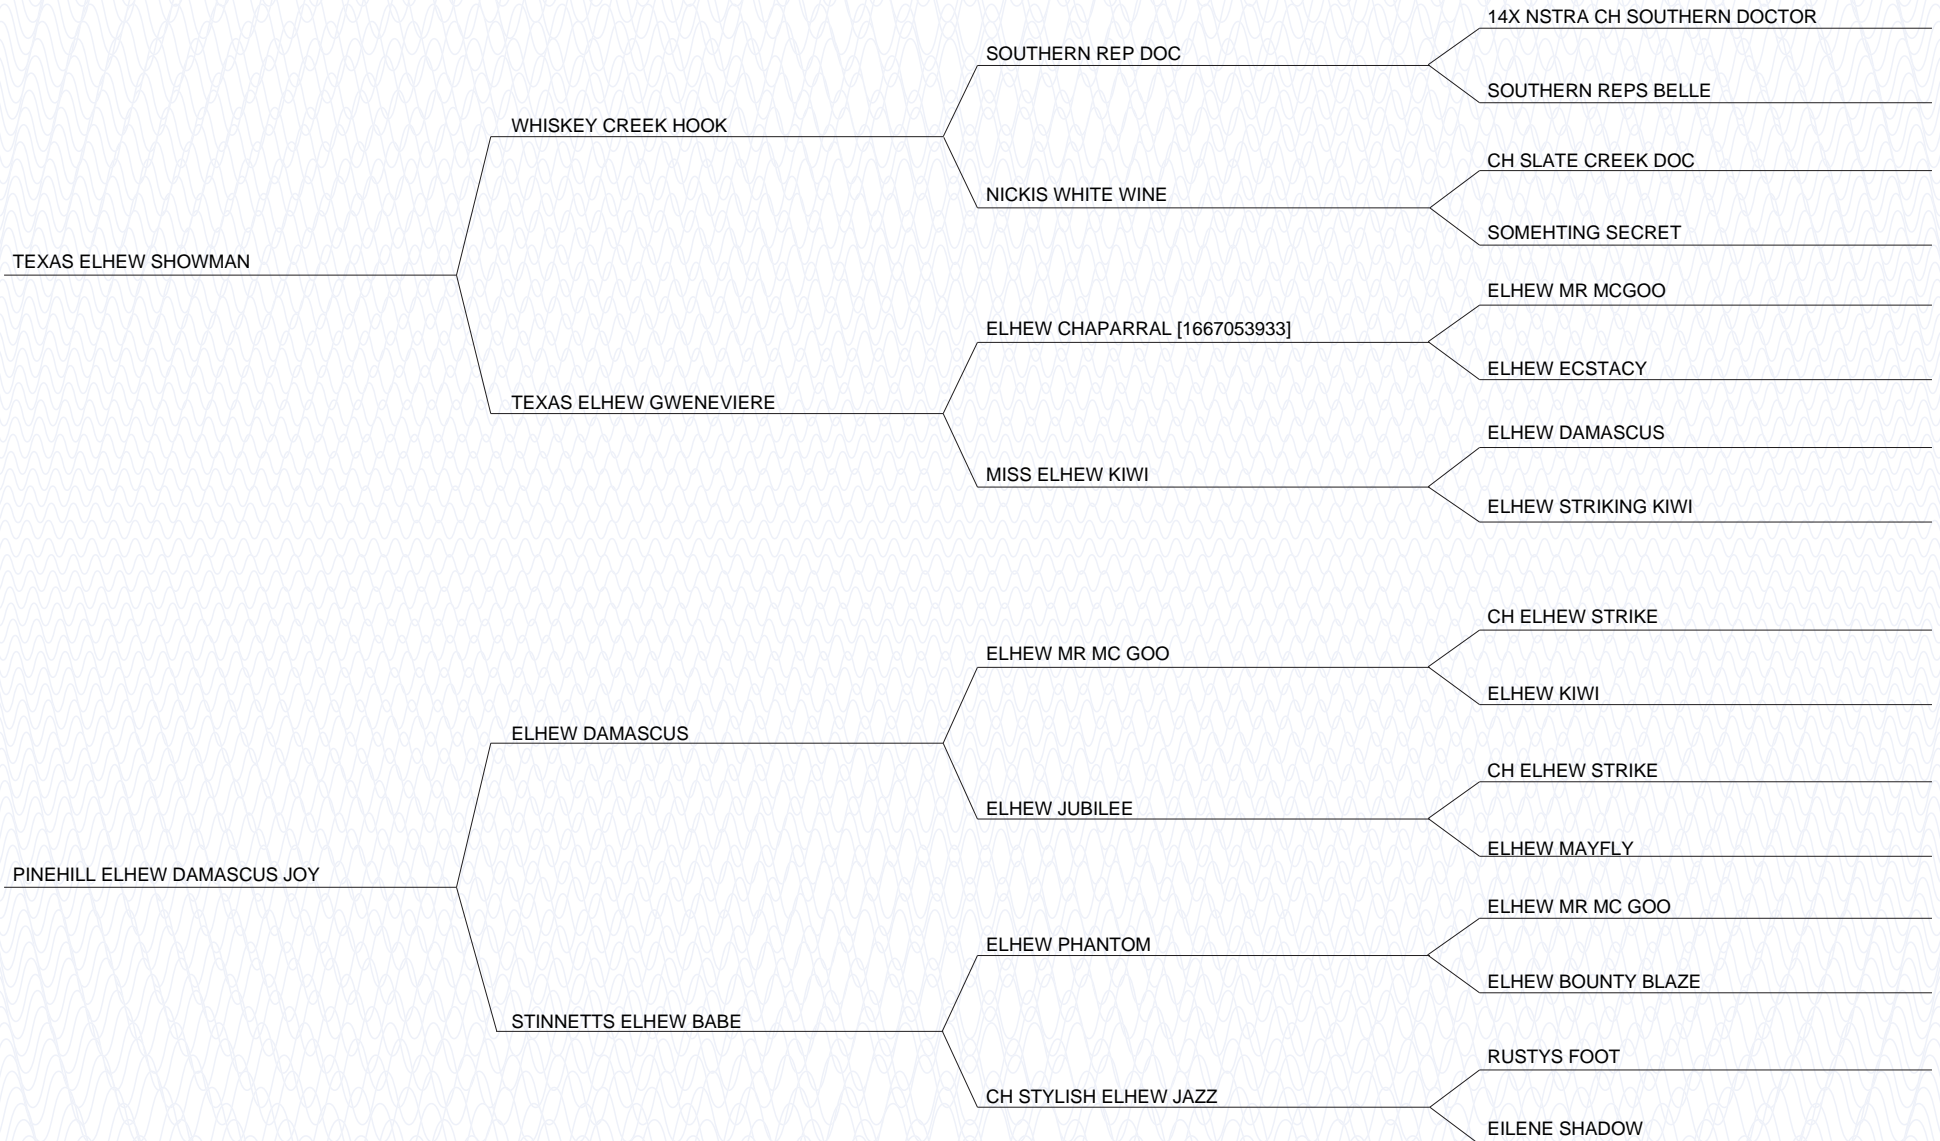 14X NSTRA CH SOUTHERN DOCTOR
SOUTHERN REP DOC
SOUTHERN REPS BELLE
WHISKEY CREEK HOOK
CH SLATE CREEK DOC
NICKIS WHITE WINE
SOMEHTING SECRET
TEXAS ELHEW SHOWMAN
ELHEW MR MCGOO
ELHEW CHAPARRAL [1667053933]
ELHEW ECSTACY
TEXAS ELHEW GWENEVIERE
ELHEW DAMASCUS
MISS ELHEW KIWI
ELHEW STRIKING KIWI
CH ELHEW STRIKE
ELHEW MR MC GOO
ELHEW KIWI
ELHEW DAMASCUS
CH ELHEW STRIKE
ELHEW JUBILEE
ELHEW MAYFLY
PINEHILL ELHEW DAMASCUS JOY
ELHEW MR MC GOO
ELHEW PHANTOM
ELHEW BOUNTY BLAZE
STINNETTS ELHEW BABE
RUSTYS FOOT
CH STYLISH ELHEW JAZZ
EILENE SHADOW